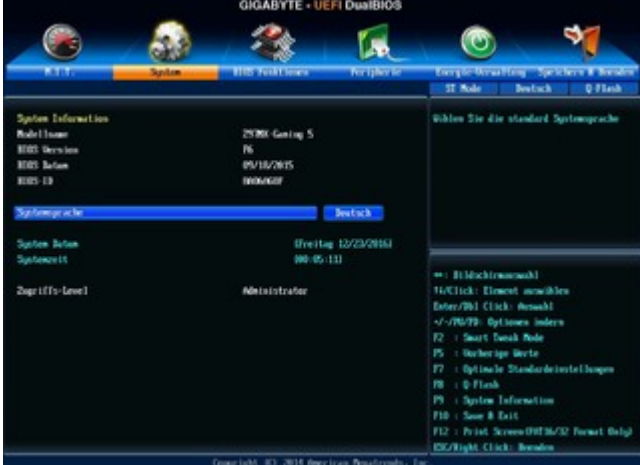 GIGABYTE - UEFI DualBIOS
M.I.T. System BIOS Funktionen Peripherie Energie-Verwaltung Speichern & Beenden
ST Mode Deutsch Q-Flash
System Information
Modellname Z97MX-Gaming 5
BIOS Version F6
BIOS Datum 09/18/2015
BIOS-ID
Systemsprache Deutsch
System Datum [Freitag 12/23/2016]
Systemzeit [00:05:11]
Zugriffs-Level Administrator
Wählen Sie die standard Systemsprache
: Bildschirmauswahl
/Click: Element auswählen
Enter/Dbl Click: Auswahl
+/-/PU/PD: Optionen ändern
F2 : Smart Tweak Mode
F5 : Vorherige Werte
F7 : Optimale Standardeinstellungen
F8 : Q-Flash
F9 : System Information
F10 : Save & Exit
F12 : Print Screen(FAT16/32 Format Only)
ESC/Right Click: Beenden
Copyright (C) 2014 American Megatrends, Inc.